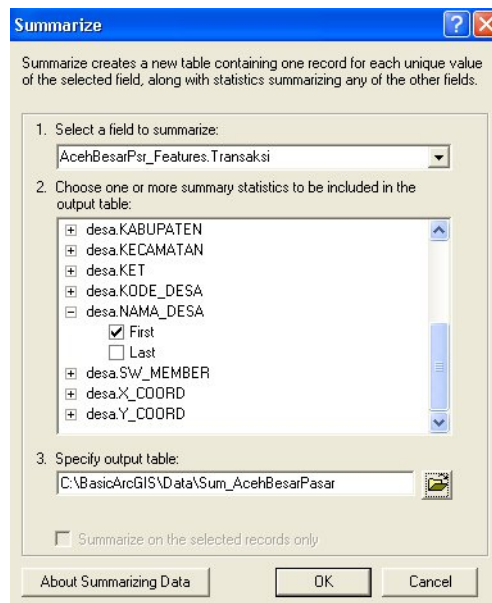 Summarize
Summarize creates a new table containing one record for each unique value
of the selected field, along with statistics summarizing any of the other fields.
1. Select a field to summarize:
AcehBesarPsr_Features.Transaksi
2. Choose one or more summary statistics to be included in the
output table:
desa.KABUPATEN
desa.KECAMATAN
desa.KET
desa.KODE_DESA
desa.NAMA_DESA
First
Last
desa.SW_MEMBER
desa.X_COORD
desa.Y_COORD
3. Specify output table:
C:\BasicArcGIS\Data\Sum_AcehBesarPasar
Summarize on the selected records only
About Summarizing Data
OK
Cancel